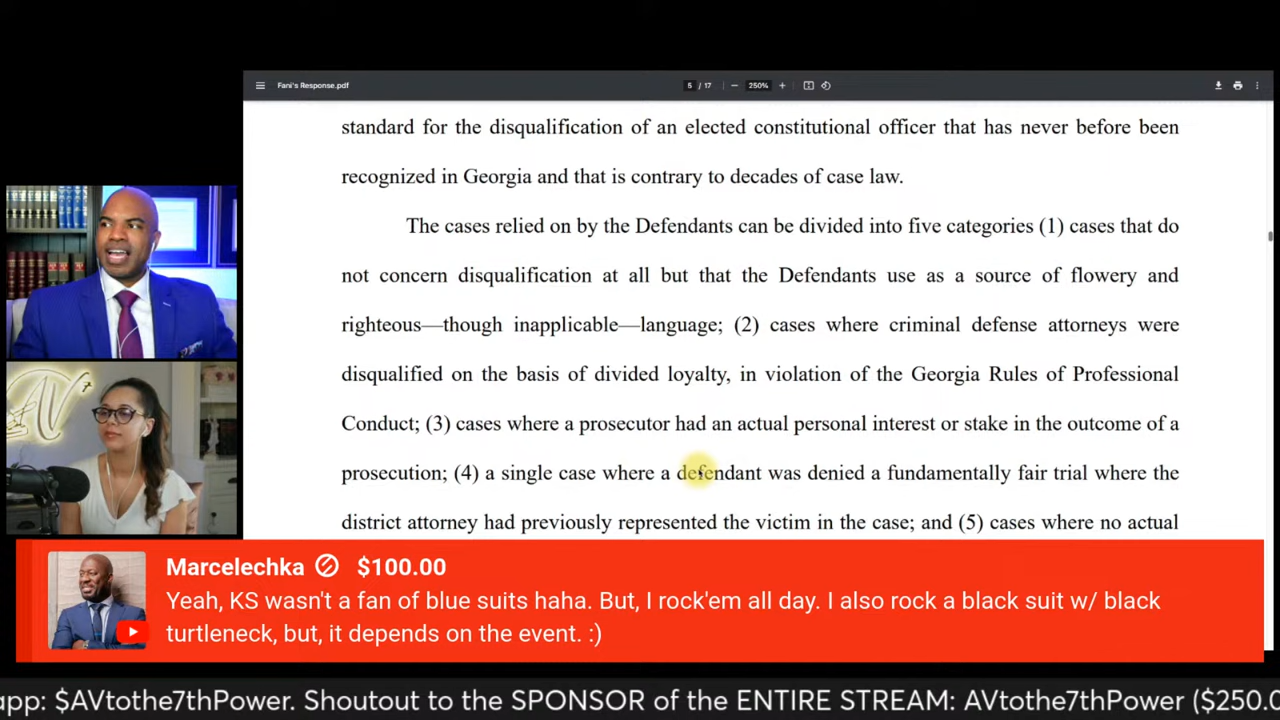 Fani's Response.pdf
5 / 17
250%
standard for the disqualification of an elected constitutional officer that has never before been
recognized in Georgia and that is contrary to decades of case law.
The cases relied on by the Defendants can be divided into five categories (1) cases that do
not concern disqualification at all but that the Defendants use as a source of flowery and
righteous—though inapplicable—language; (2) cases where criminal defense attorneys were
disqualified on the basis of divided loyalty, in violation of the Georgia Rules of Professional
Conduct; (3) cases where a prosecutor had an actual personal interest or stake in the outcome of a
prosecution; (4) a single case where a defendant was denied a fundamentally fair trial where the
district attorney had previously represented the victim in the case; and (5) cases where no actual
AV7
Marcelechka $100.00
Yeah, KS wasn't a fan of blue suits haha. But, I rock'em all day. I also rock a black suit w/ black
turtleneck, but, it depends on the event. :)
app: $AVtothe7thPower. Shoutout to the SPONSOR of the ENTIRE STREAM: AVtothe7thPower ($250.0